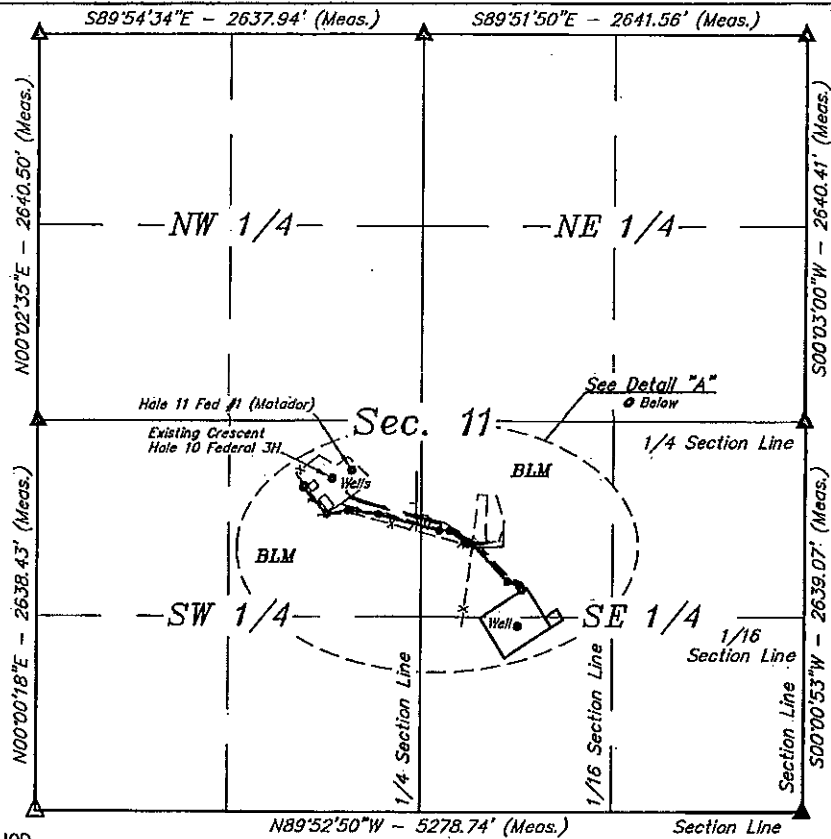 S89°54'34"E - 2637.94' (Meas.)
S89°51'50"E - 2641.56' (Meas.)
N00°02'35"E - 2640.50' (Meas.)
S00°03'00"W - 2640.41' (Meas.)
NW 1/4
NE 1/4
See Detail "A"
Below
Hale 11 Fed #1 (Matador)
Sec. 11
Existing Crescent
Hale 10 Federal 3H
1/4 Section Line
Wells
BLM
BLM
N00°00'18"E - 2638.43' (Meas.)
S00°00'53"W - 2639.07' (Meas.)
SW 1/4
Well
SE 1/4
1/16
Section Line
1/4 Section Line
1/16 Section Line
Section Line
N89°52'50"W - 5278.74' (Meas.)
Section Line